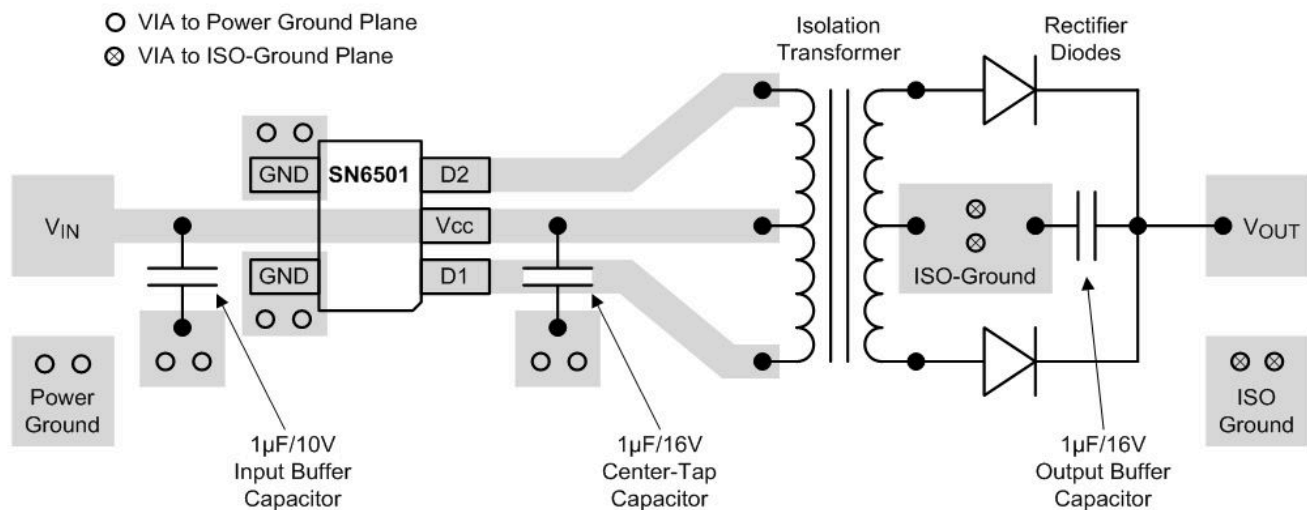 VIA to Power Ground Plane
VIA to ISO-Ground Plane
Isolation
Transformer
Rectifier
Diodes
GND
SN6501
D2
VIN
Vcc
GND
D1
ISO-Ground
VOUT
Power
Ground
ISO
Ground
1µF/10V
Input Buffer
Capacitor
1µF/16V
Center-Tap
Capacitor
1µF/16V
Output Buffer
Capacitor